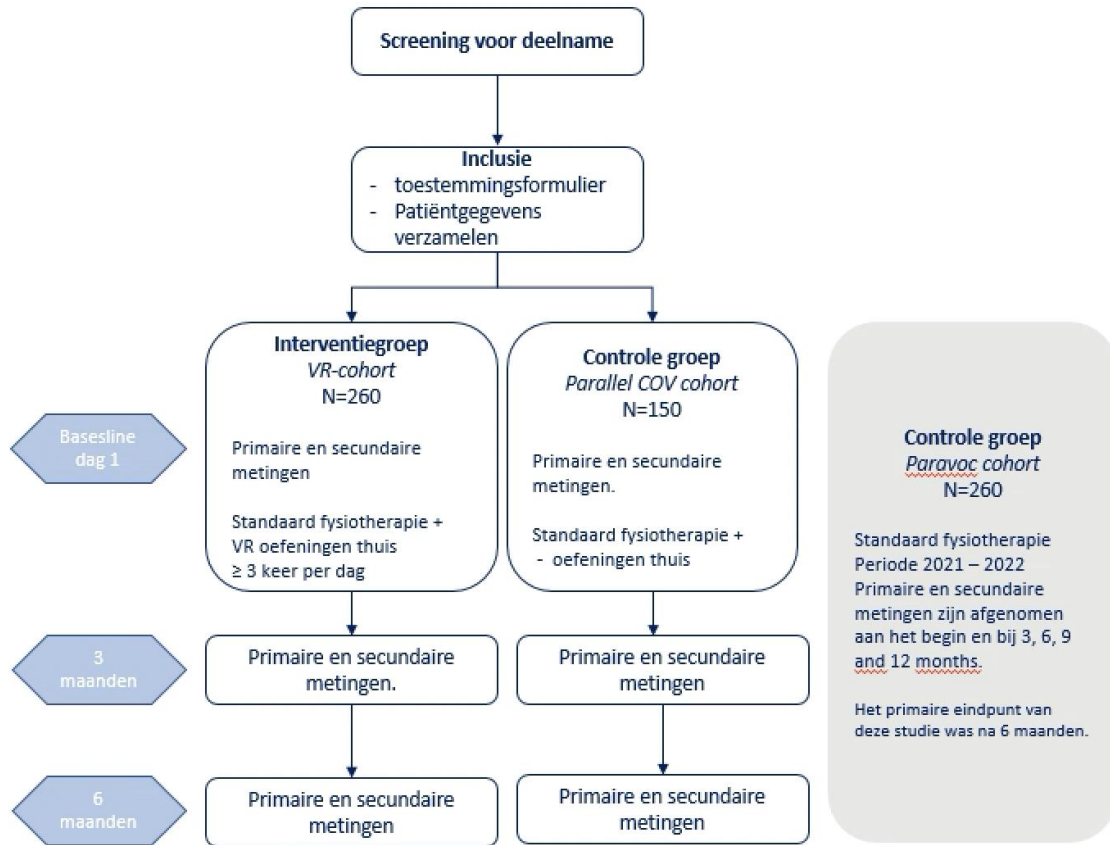 Screening voor deelname
Inclusie
- toestemmingsformulier
- Patiëntgegevens
verzamelen
Basesline
dag 1
Interventiegroep
VR-cohort
N=260
Primaire en secundaire
metingen
Standaard fysiotherapie +
VR oefeningen thuis
≥ 3 keer per dag
Controle groep
Parallel COV cohort
N=150
Primaire en secundaire
metingen.
Standaard fysiotherapie +
- oefeningen thuis
Controle groep
Paravoc cohort
N=260
Standaard fysiotherapie
Periode 2021 – 2022
Primaire en secundaire
metingen zijn afgenomen
aan het begin en bij 3, 6, 9
and 12 months.
Het primaire eindpunt van
deze studie was na 6 maanden.
3
maanden
Primaire en secundaire
metingen.
Primaire en secundaire
metingen
6
maanden
Primaire en secundaire
metingen
Primaire en secundaire
metingen